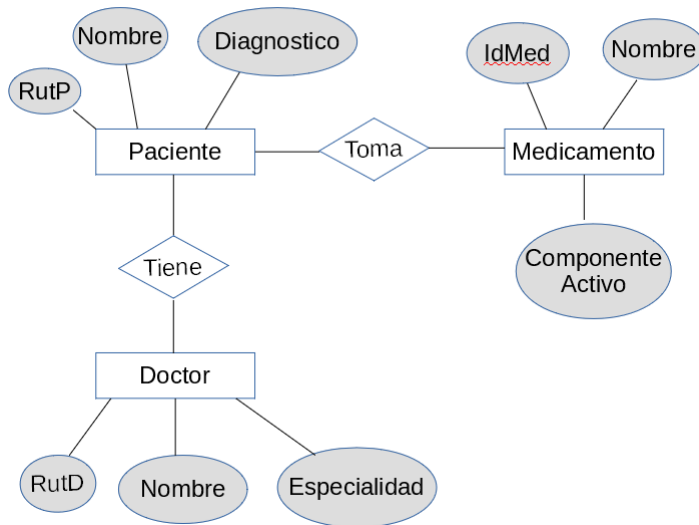 Nombre
Diagnostico
IdMed
Nombre
RutP
Paciente
Toma
Medicamento
Componente
Activo
Tiene
Doctor
RutD
Nombre
Especialidad